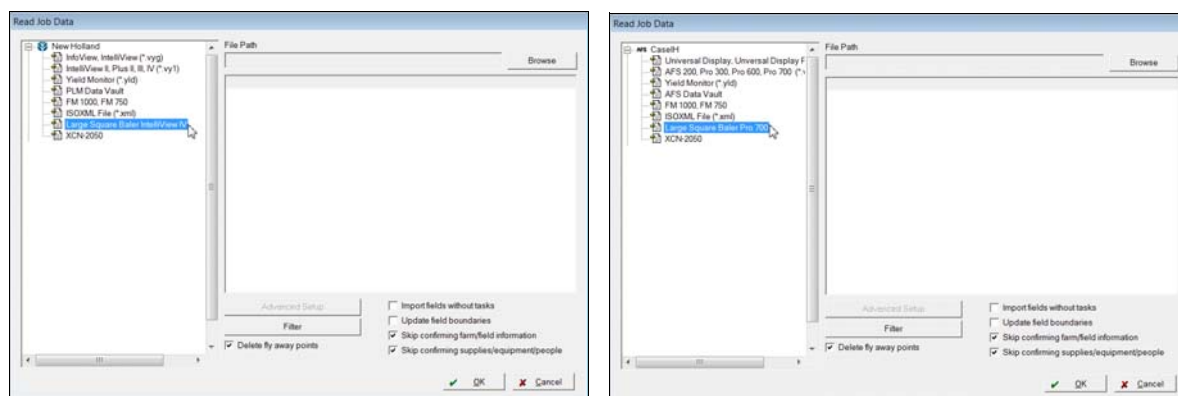 Read Job Data
New Holland
InfoView, IntelliView (*.vyg)
IntelliView II, Plus II, III, IV (*.vy1)
Yield Monitor (*.yld)
PLM Data Vault
FM 1000, FM 750
ISOXML File (*.xml)
Large Square Baler IntelliView IV
XCN-2050
File Path
Browse
Advanced Setup
Filter
Delete fly away points
Import fields without tasks
Update field boundaries
Skip confirming farm/field information
Skip confirming supplies/equipment/people
OK
Cancel
Read Job Data
AFS CaseIH
Universal Display, Unversal Display F
AFS 200, Pro 300, Pro 600, Pro 700 (*.v
Yield Monitor (*.yld)
AFS Data Vault
FM 1000, FM 750
ISOXML File (*.xml)
Large Square Baler Pro 700
XCN-2050
File Path
Browse
Advanced Setup
Filter
Delete fly away points
Import fields without tasks
Update field boundaries
Skip confirming farm/field information
Skip confirming supplies/equipment/people
OK
Cancel